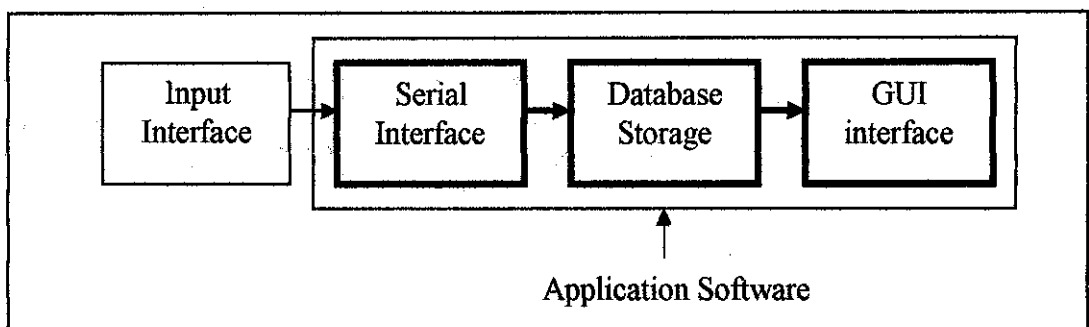 Input
Interface
Serial
Interface
Database
Storage
GUI
interface
Application Software